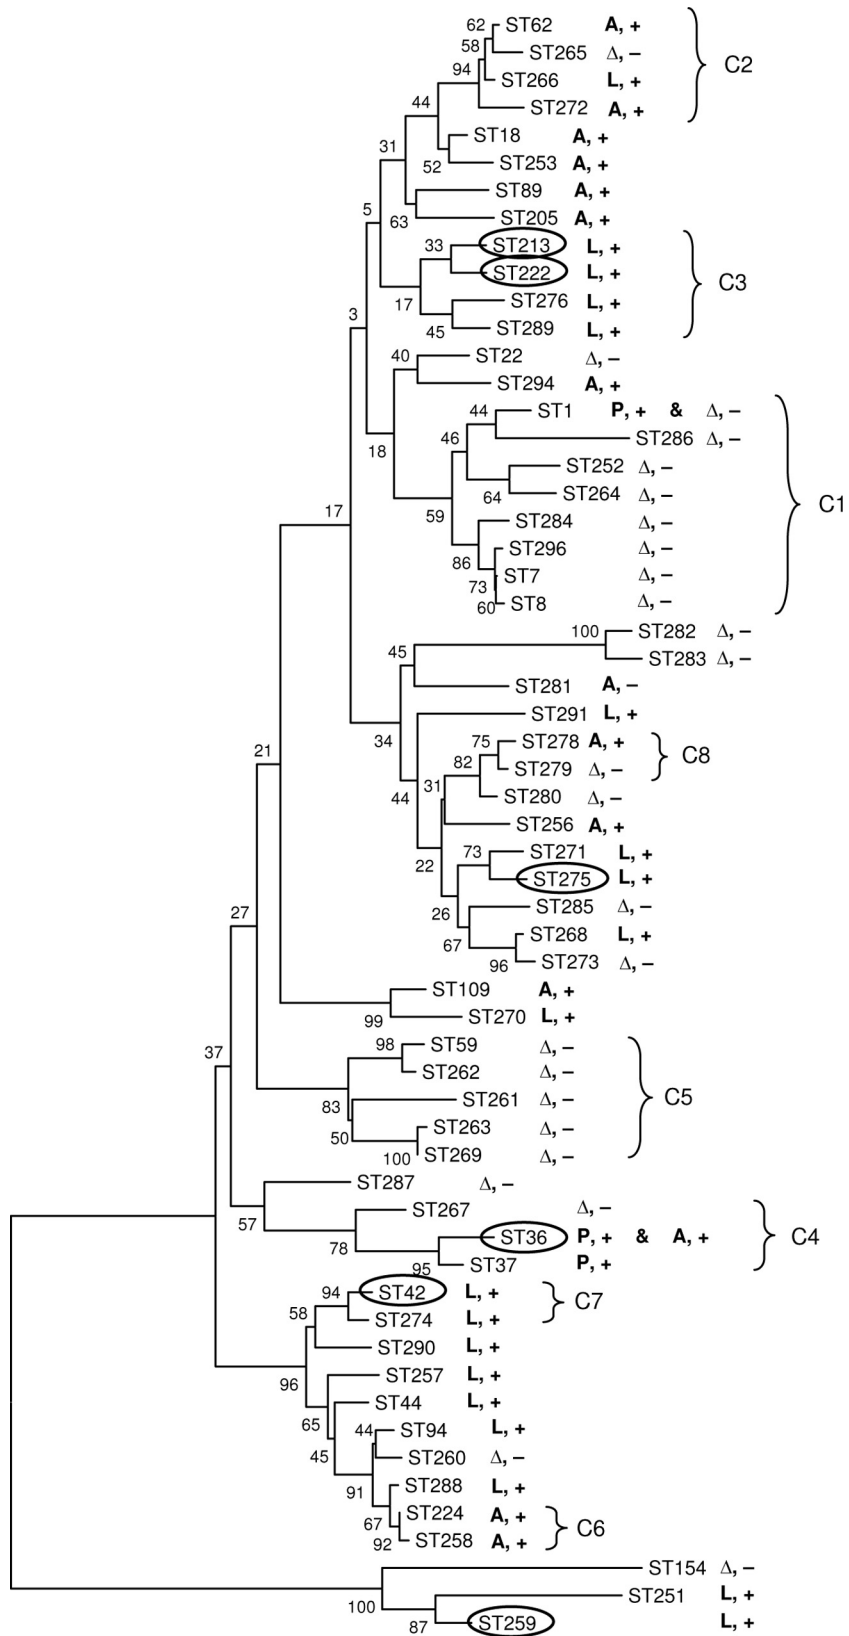 62 ST62 A, +
58 ST265 Δ, –
94 ST266 L, + C2
44 ST272 A, +
ST18 A, +
31 52 ST253 A, +
ST89 A, +
5 63 ST205 A, +
33 ST213 L, +
ST222 L, +
17 ST276 L, + C3
3 45 ST289 L, +
40 ST22 Δ, –
ST294 A, +
44 ST1 P, + & Δ, –
18 46 ST286 Δ, –
ST252 Δ, –
64 ST264 Δ, – C1
17 59 ST284 Δ, –
86 ST296 Δ, –
73 ST7 Δ, –
60 ST8 Δ, –
100 ST282 Δ, –
45 ST283 Δ, –
ST281 A, –
34 ST291 L, +
75 ST278 A, +
21 82 ST279 Δ, – C8
44 31 ST280 Δ, –
ST256 A, +
22 73 ST271 L, +
ST275 L, +
27 26 ST285 Δ, –
67 ST268 L, +
96 ST273 Δ, –
ST109 A, +
99 ST270 L, +
37 98 ST59 Δ, –
ST262 Δ, –
83 ST261 Δ, – C5
50 ST263 Δ, –
100 ST269 Δ, –
ST287 Δ, –
57 ST267 Δ, –
78 ST36 P, + & A, + C4
95 ST37 P, +
94 ST42 L, +
58 ST274 L, + C7
ST290 L, +
96 ST257 L, +
65 ST44 L, +
44 ST94 L, +
45 ST260 Δ, –
91 ST288 L, +
67 ST224 A, +
92 ST258 A, + C6
ST154 Δ, –
100 ST251 L, +
87 ST259 L, +